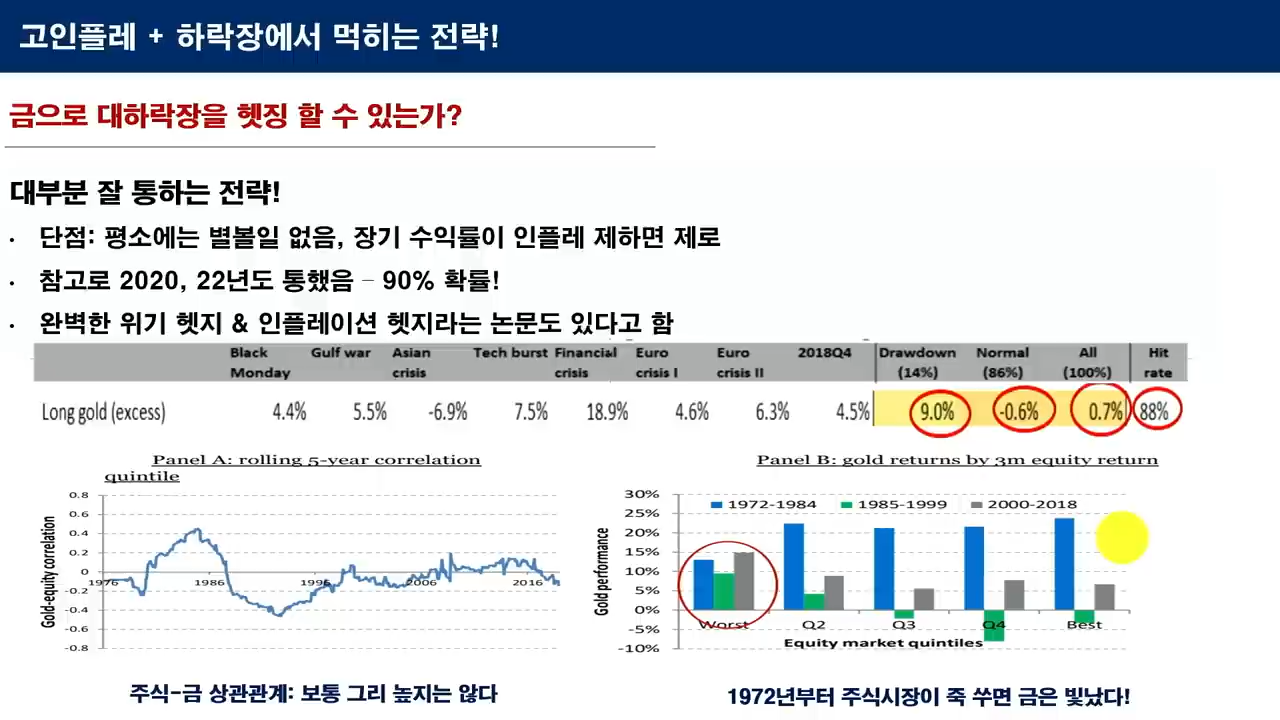 고인플레 + 하락장에서 먹히는 전략!
금으로 대하락장을 헷징 할 수 있는가?
대부분 잘 통하는 전략!
· 단점: 평소에는 별볼일 없음, 장기 수익률이 인플레 제하면 제로
· 참고로 2020, 22년도 통했음 – 90% 확률!
· 완벽한 위기 헷지 & 인플레이션 헷지라는 논문도 있다고 함
Black Monday Gulf war Asian crisis Tech burst Financial crisis Euro crisis I Euro crisis II 2018Q4 Drawdown (14%) Normal (86%) All (100%) Hit rate
Long gold (excess) 4.4% 5.5% -6.9% 7.5% 18.9% 4.6% 6.3% 4.5% 9.0% -0.6% 0.7% 88%
Panel A: rolling 5-year correlation
quintile
Gold-equity correlation
0.8
0.6
0.4
0.2
0
-0.2
-0.4
-0.6
-0.8
1976 1986 1996 2006 2016
Panel B: gold returns by 3m equity return
1972-1984 1985-1999 2000-2018
Gold performance
30%
25%
20%
15%
10%
5%
0%
-5%
-10%
Worst Q2 Q3 Q4 Best
Equity market quintiles
주식-금 상관관계: 보통 그리 높지는 않다
1972년부터 주식시장이 죽 쑤면 금은 빛났다!